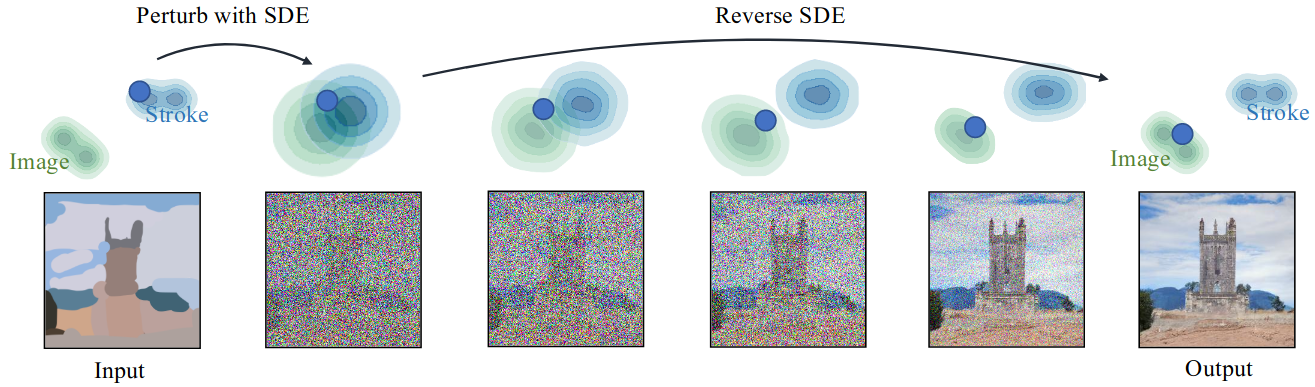 Perturb with SDE
Reverse SDE
Stroke
Image
Stroke
Image
Input
Output